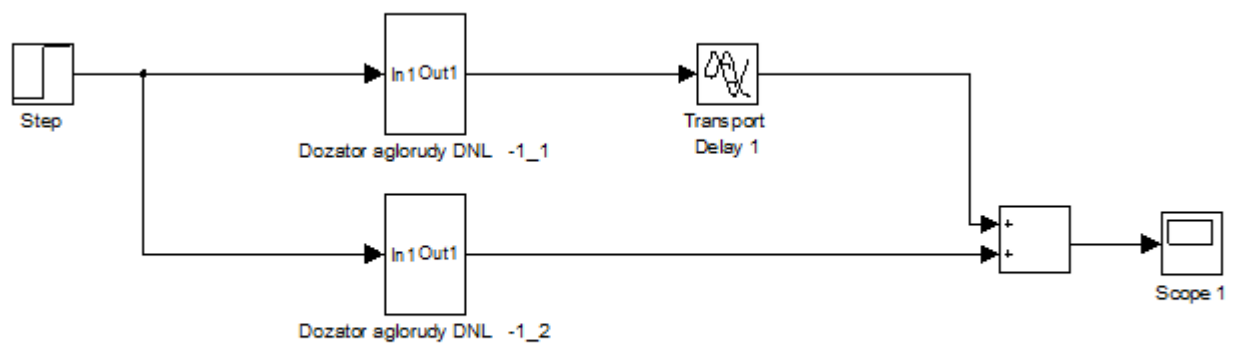 In1 Out1
Step
Transport
Delay 1
Dozator aglorudy DNL -1_1
In1 Out1
+
+
Scope 1
Dozator aglorudy DNL -1_2